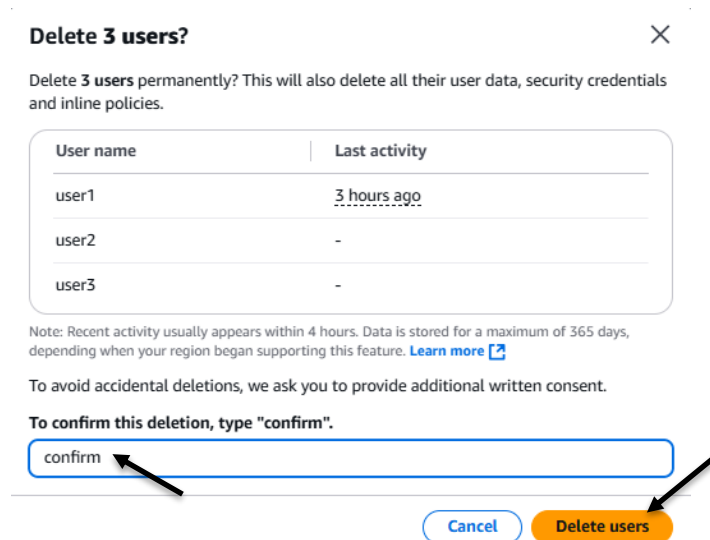 Delete 3 users?
Delete 3 users permanently? This will also delete all their user data, security credentials
and inline policies.
User name Last activity
user1 3 hours ago
user2 -
user3 -
Note: Recent activity usually appears within 4 hours. Data is stored for a maximum of 365 days,
depending when your region began supporting this feature. Learn more
To avoid accidental deletions, we ask you to provide additional written consent.
To confirm this deletion, type "confirm".
confirm
Cancel Delete users